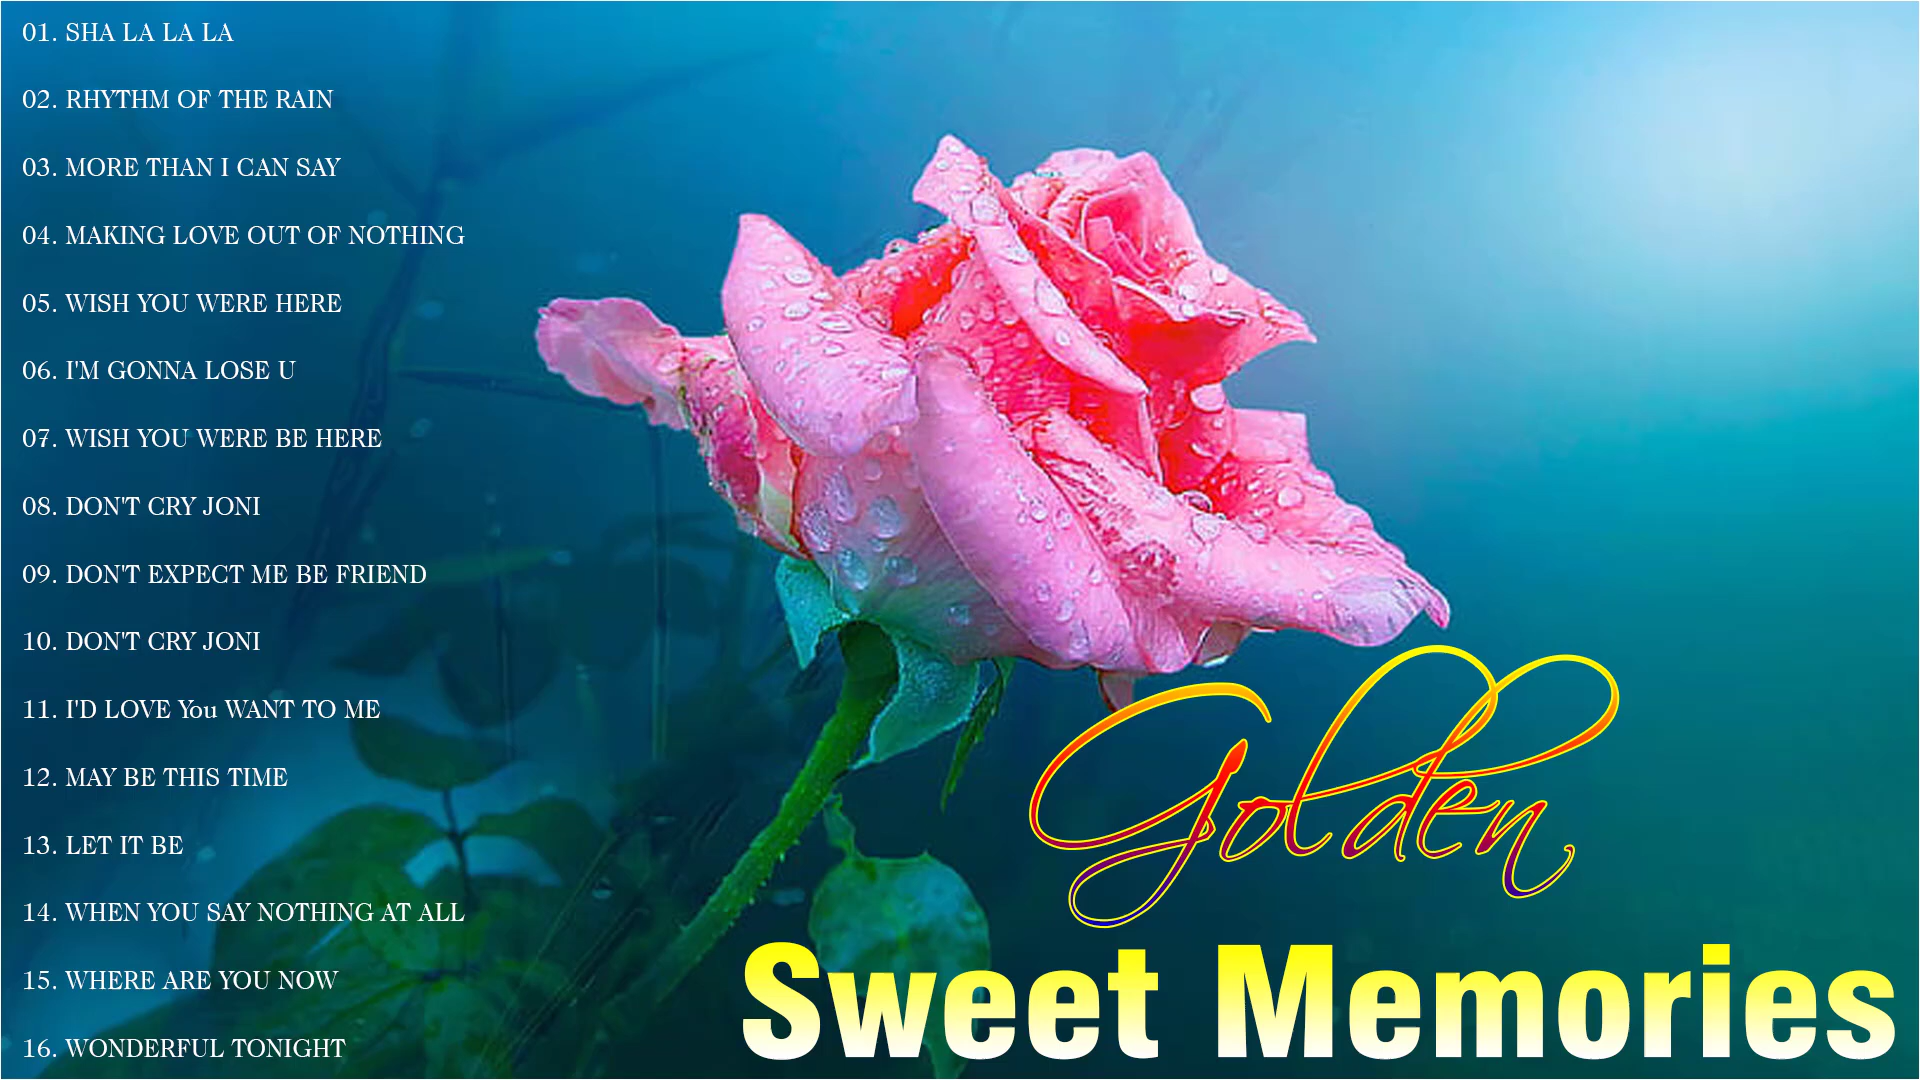 01. SHA LA LA LA
02. RHYTHM OF THE RAIN
03. MORE THAN I CAN SAY
04. MAKING LOVE OUT OF NOTHING
05. WISH YOU WERE HERE
06. I'M GONNA LOSE U
07. WISH YOU WERE BE HERE
08. DON'T CRY JONI
09. DON'T EXPECT ME BE FRIEND
10. DON'T CRY JONI
11. I'D LOVE You WANT TO ME
12. MAY BE THIS TIME
13. LET IT BE
14. WHEN YOU SAY NOTHING AT ALL
15. WHERE ARE YOU NOW
16. WONDERFUL TONIGHT
Golden
Sweet Memories